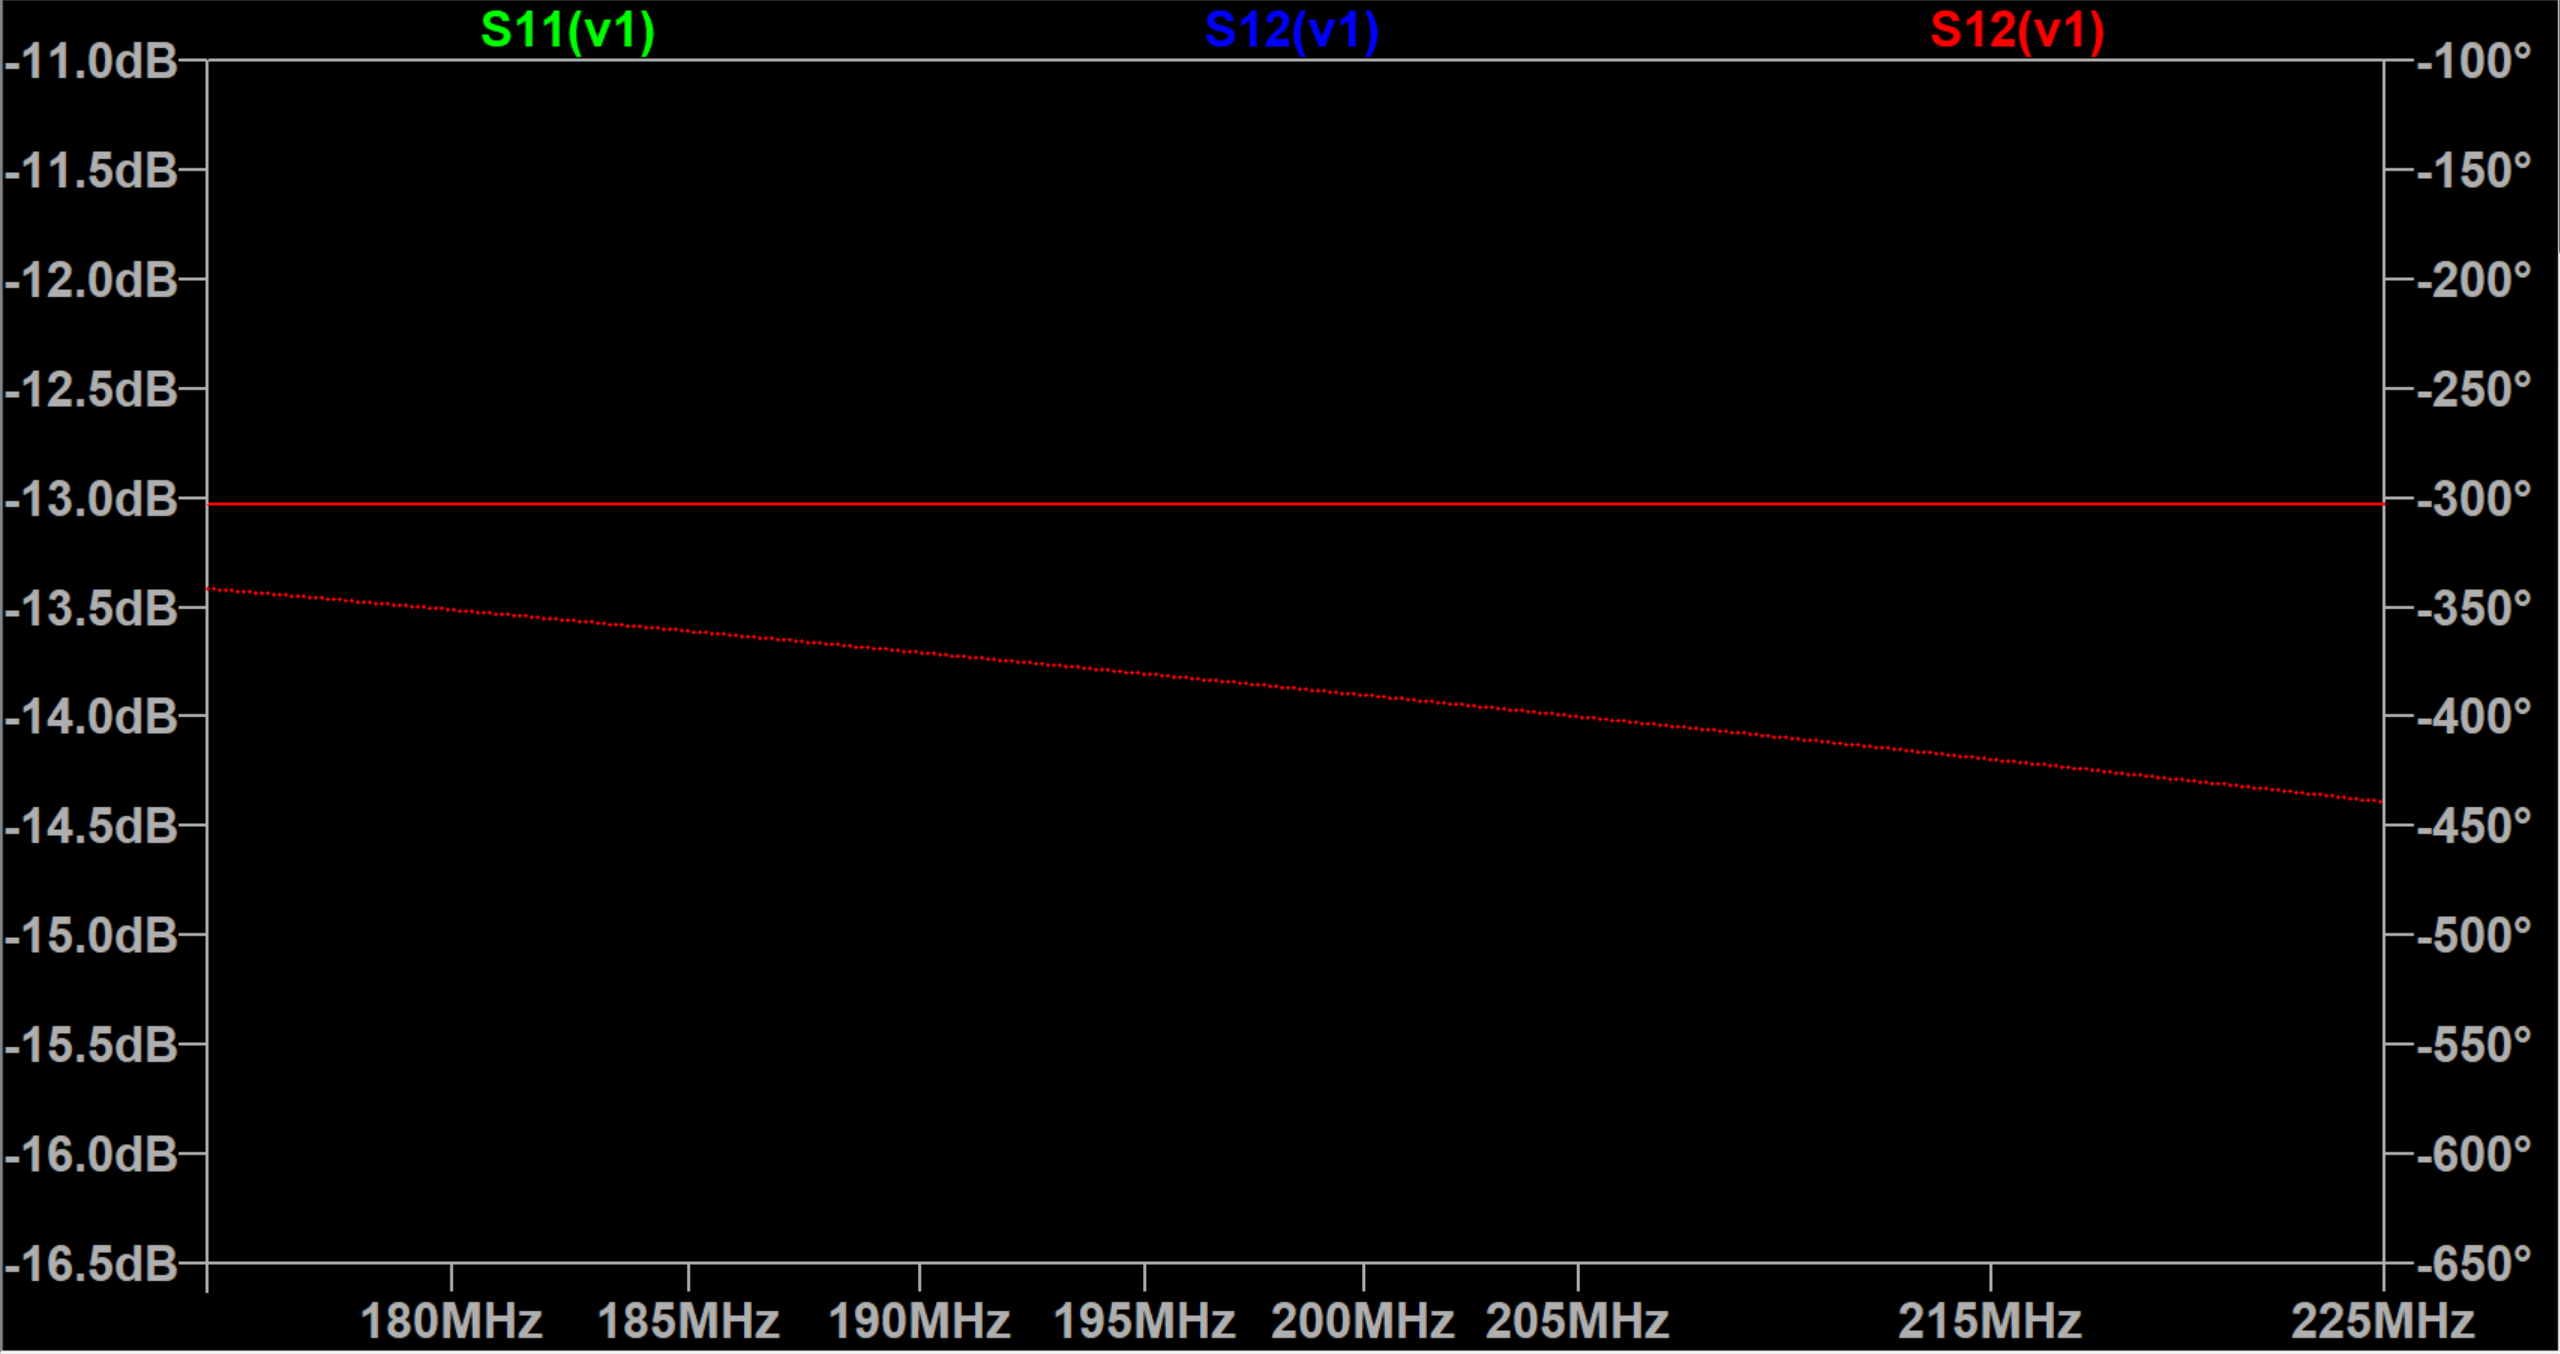 S11(v1) S12(v1) S12(v1)
-11.0dB -100°
-11.5dB -150°
-12.0dB -200°
-12.5dB -250°
-13.0dB -300°
-13.5dB -350°
-14.0dB -400°
-14.5dB -450°
-15.0dB -500°
-15.5dB -550°
-16.0dB -600°
-16.5dB -650°
180MHz 185MHz 190MHz 195MHz 200MHz 205MHz 215MHz 225MHz